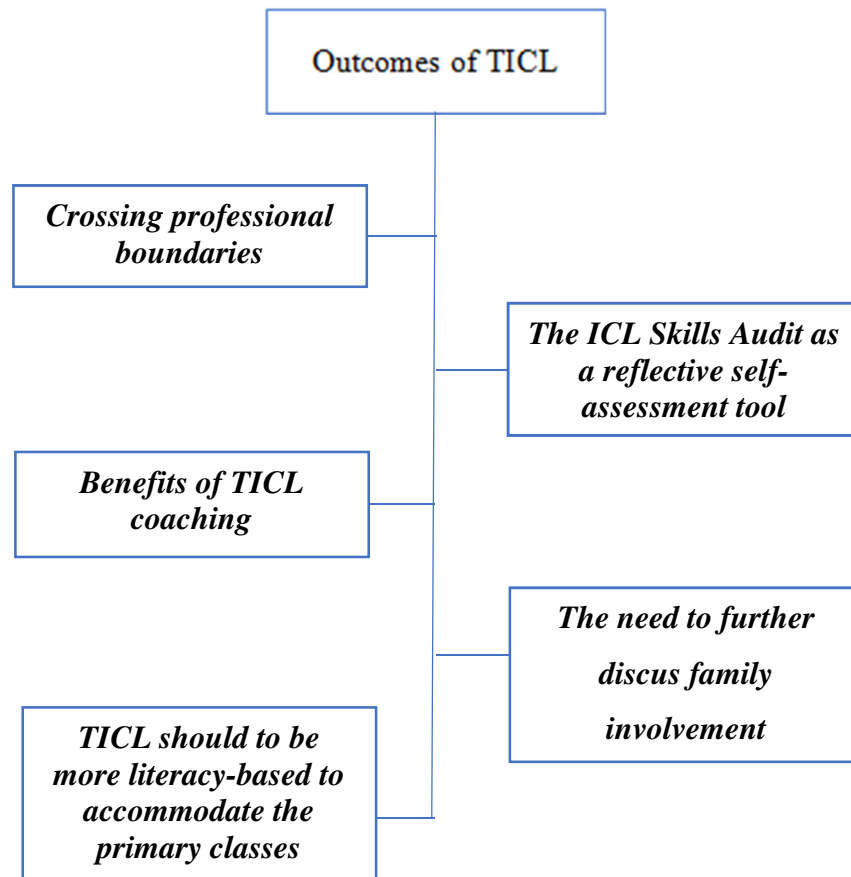 Outcomes of TICL
Crossing professional
boundaries
The ICL Skills Audit as
a reflective self-
assessment tool
Benefits of TICL
coaching
The need to further
discus family
involvement
TICL should to be
more literacy-based to
accommodate the
primary classes